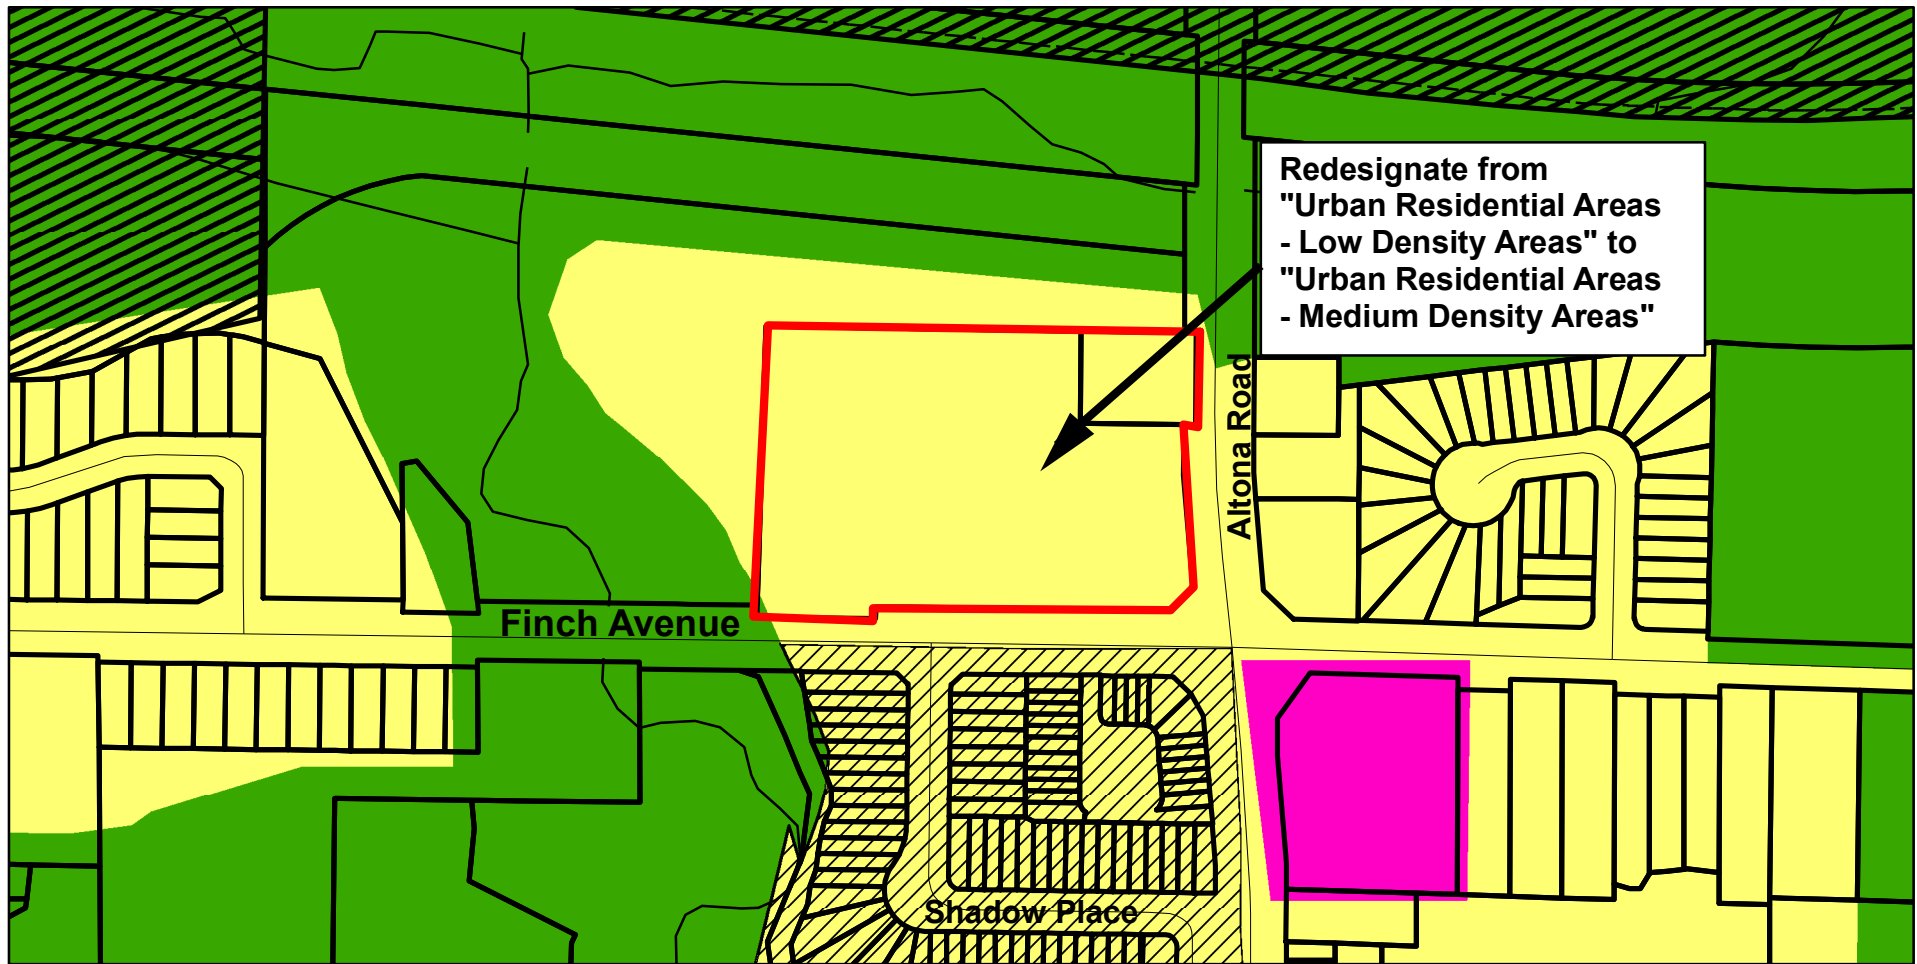 Redesignate from
"Urban Residential Areas
- Low Density Areas" to
"Urban Residential Areas
- Medium Density Areas"
Altona Road
Finch Avenue
Shadow Place